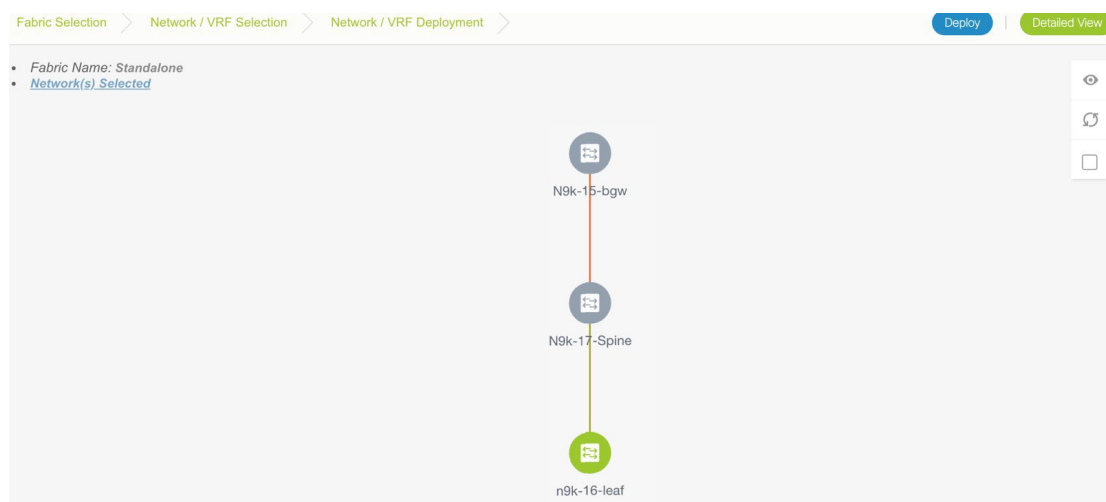 Fabric Selection Network / VRF Selection Network / VRF Deployment Deploy Detailed View
• Fabric Name: Standalone
• Network(s) Selected
N9k-15-bgw
N9k-17-Spine
n9k-16-leaf